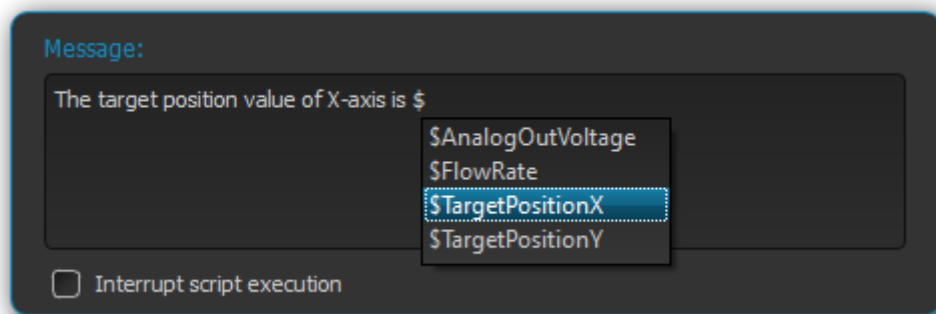 Message:
The target position value of X-axis is $
$AnalogOutVoltage
$FlowRate
$TargetPositionX
$TargetPositionY
Interrupt script execution